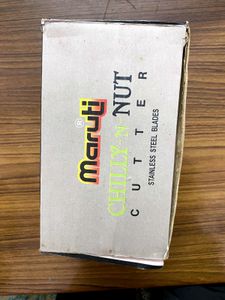 maruti®
CHILLY-N-NUT
CUTTER
STAINLESS STEEL BLADES